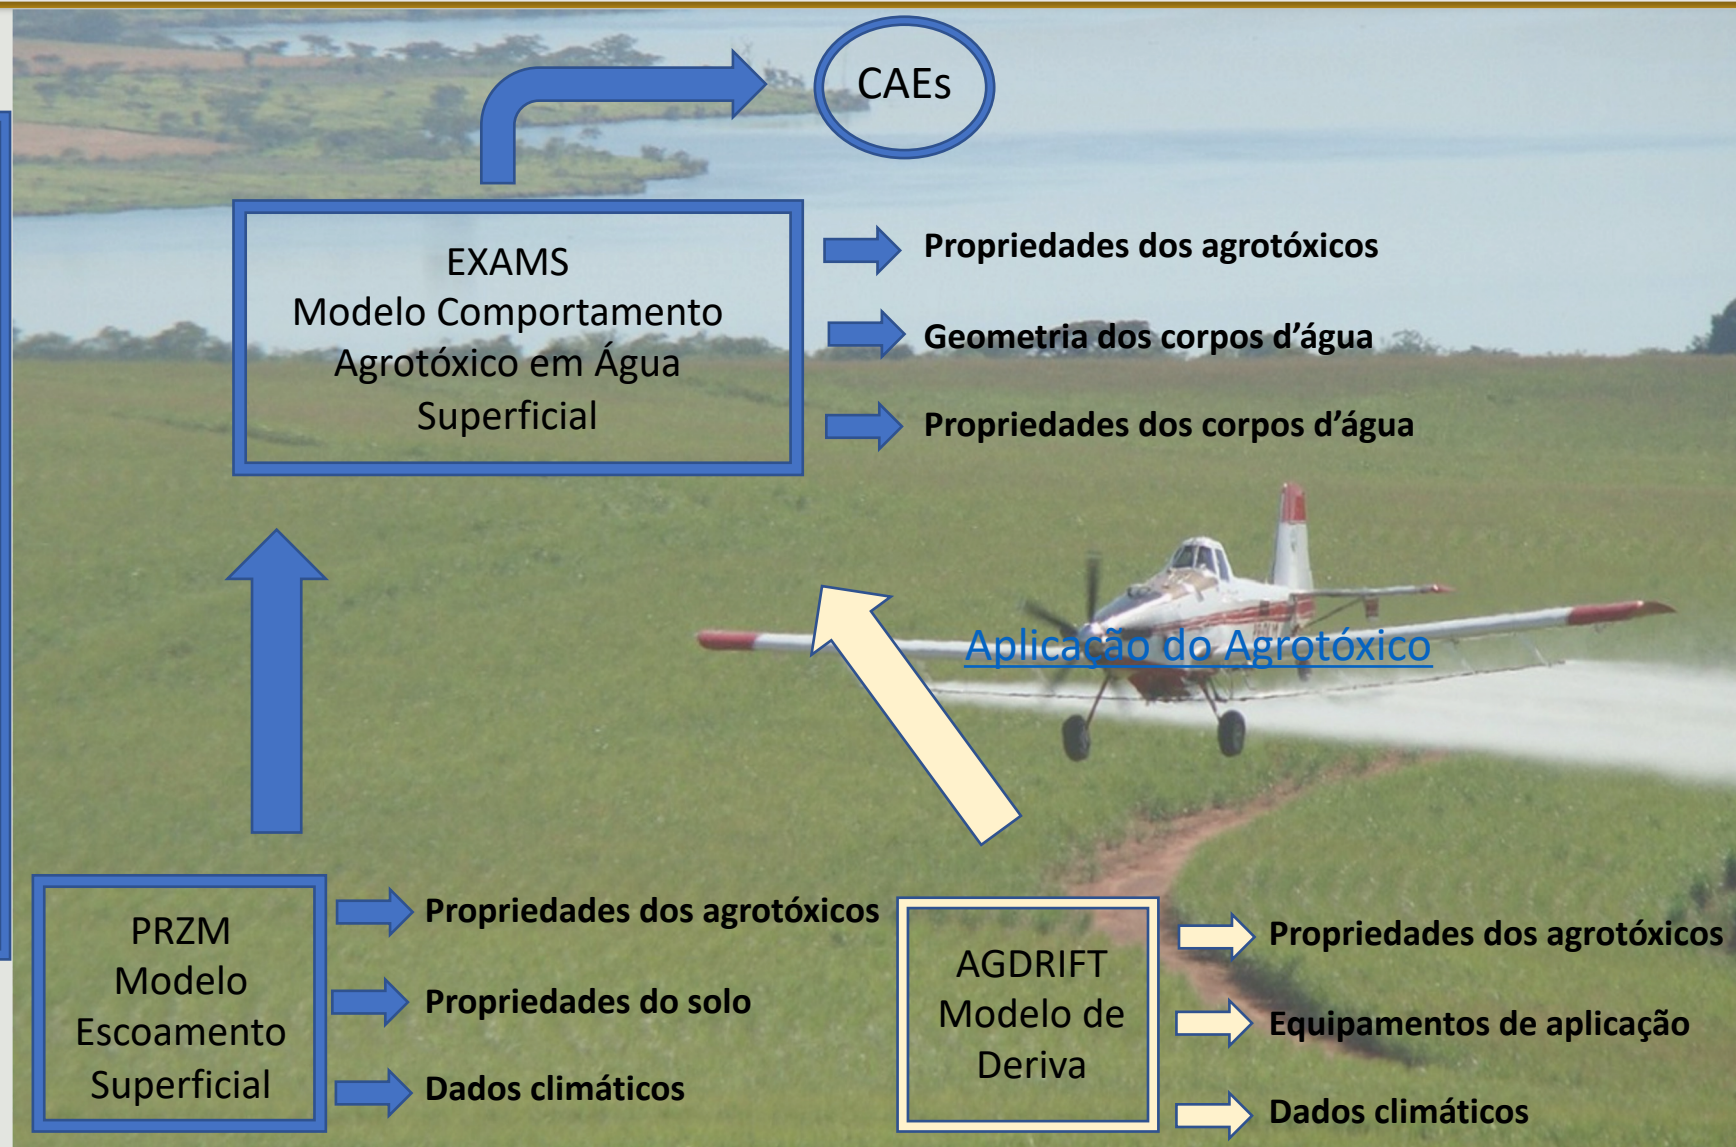 CAEs
EXAMS
Modelo Comportamento
Agrotóxico em Água
Superficial
Propriedades dos agrotóxicos
Geometria dos corpos d’água
Propriedades dos corpos d’água
Aplicação do Agrotóxico
PRZM
Modelo
Escoamento
Superficial
Propriedades dos agrotóxicos
Propriedades do solo
Dados climáticos
AGDRIFT
Modelo de
Deriva
Propriedades dos agrotóxicos
Equipamentos de aplicação
Dados climáticos